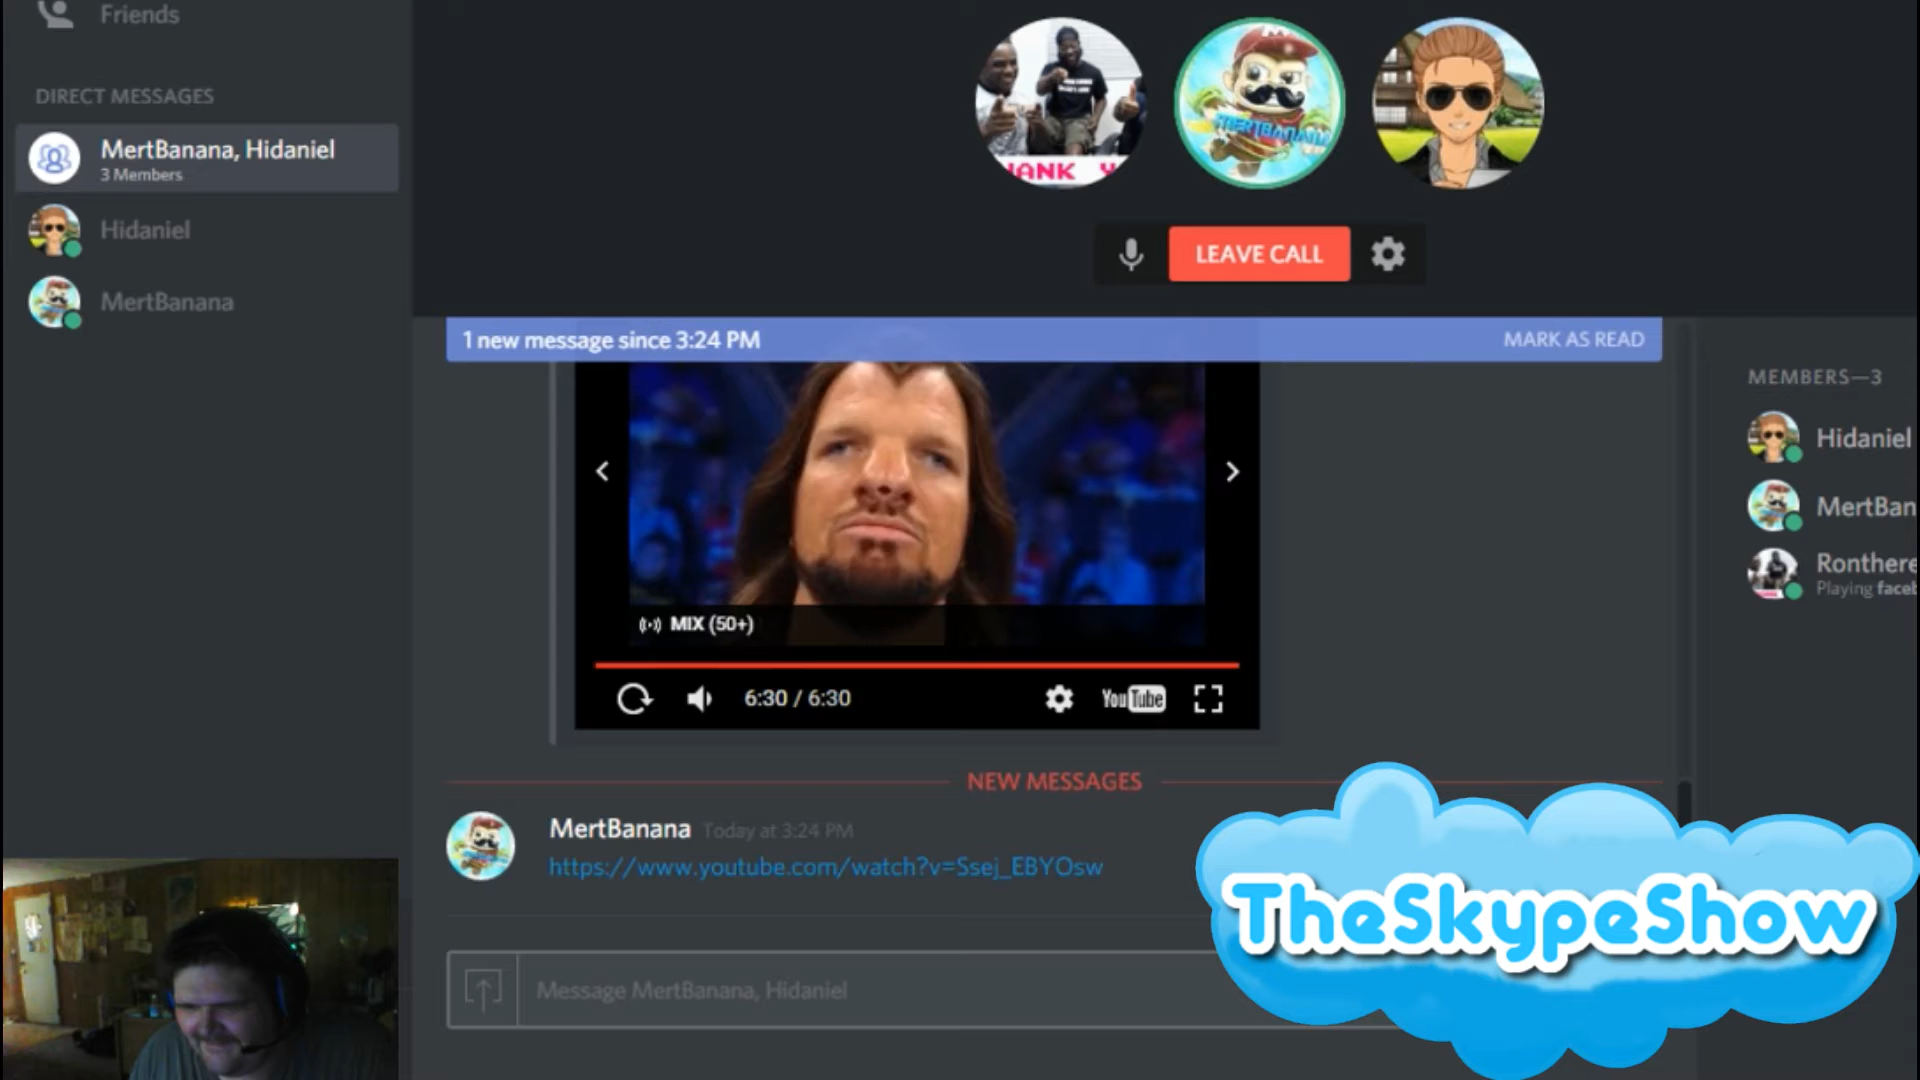 Friends
DIRECT MESSAGES
MertBanana, Hidaniel
3 Members
Hidaniel
MertBanana
LEAVE CALL
1 new message since 3:24 PM
MARK AS READ
MIX (50+)
6:30 / 6:30
YouTube
NEW MESSAGES
MertBanana Today at 3:24 PM
https://www.youtube.com/watch?v=Ssej_EBYOsw
Message MertBanana, Hidaniel
MEMBERS—3
Hidaniel
MertBan
Ronthere
Playing faceb
TheSkypeShow